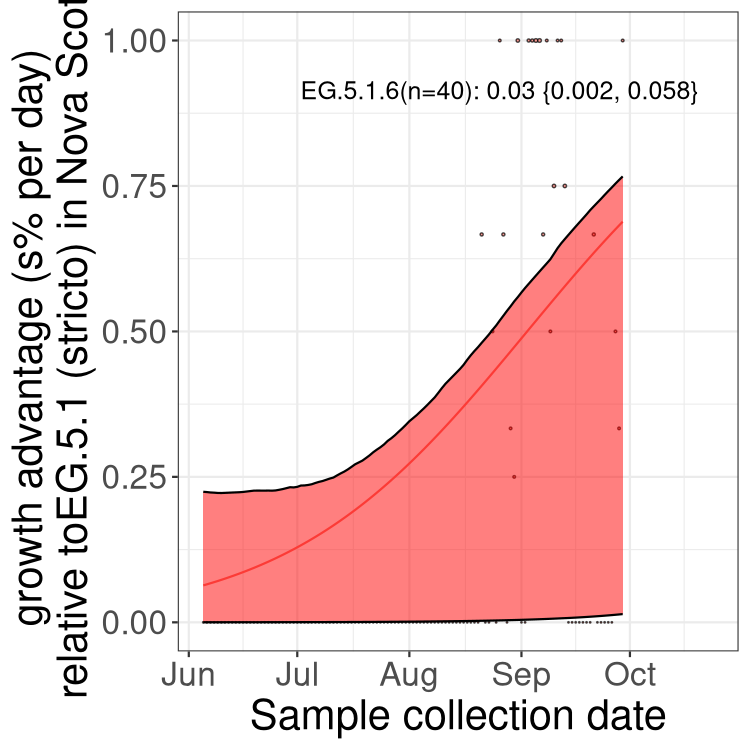 growth advantage (s% per day)
relative toEG.5.1 (stricto) in Nova Scot
1.00
0.75
0.50
0.25
0.00
EG.5.1.6(n=40): 0.03 {0.002, 0.058}
Jun Jul Aug Sep Oct
Sample collection date